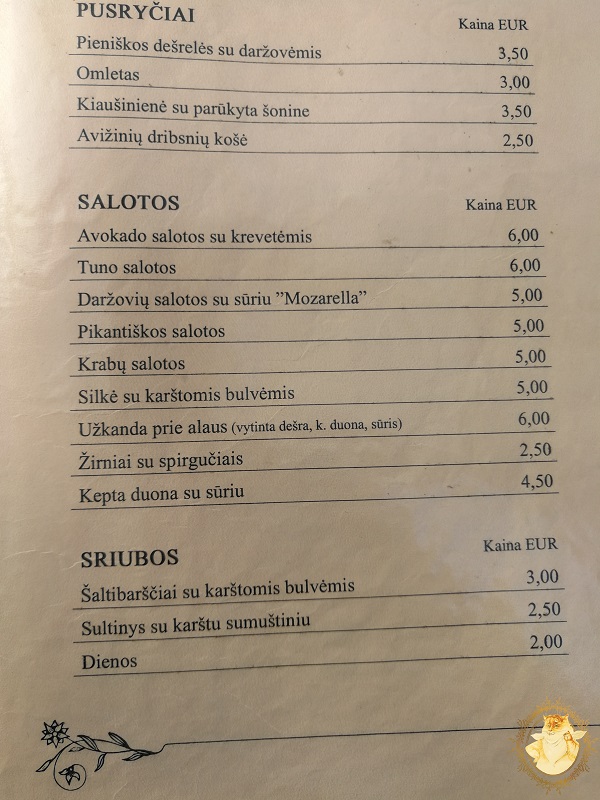 PUSRYČIAI Kaina EUR
Pieniškos dešrelės su daržovėmis 3,50
Omletas 3,00
Kiaušinienė su parūkyta šonine 3,50
Avižinių dribsnių košė 2,50
SALOTOS Kaina EUR
Avokado salotos su krevetėmis 6,00
Tuno salotos 6,00
Daržovių salotos su sūriu ”Mozarella” 5,00
Pikantiškos salotos 5,00
Krabų salotos 5,00
Silkė su karštomis bulvėmis 5,00
Užkanda prie alaus (vytinta dešra, k. duona, sūris) 6,00
Žirniai su spirgučiais 2,50
Kepta duona su sūriu 4,50
SRIUBOS Kaina EUR
Šaltibarščiai su karštomis bulvėmis 3,00
Sultinys su karštu sumuštiniu 2,50
Dienos 2,00